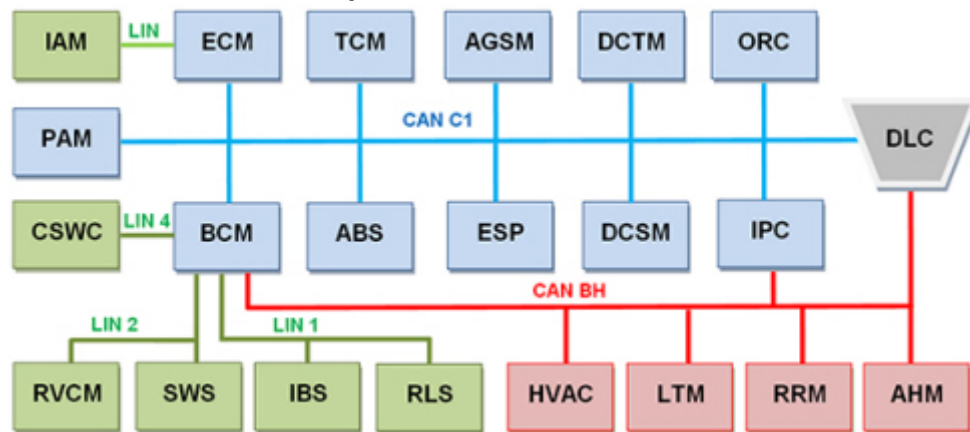 IAM
LIN
ECM
TCM
AGSM
DCTM
ORC
PAM
CAN C1
DLC
CSWC
LIN 4
BCM
ABS
ESP
DCSM
IPC
CAN BH
LIN 2
LIN 1
RVCM
SWS
IBS
RLS
HVAC
LTM
RRM
AHM